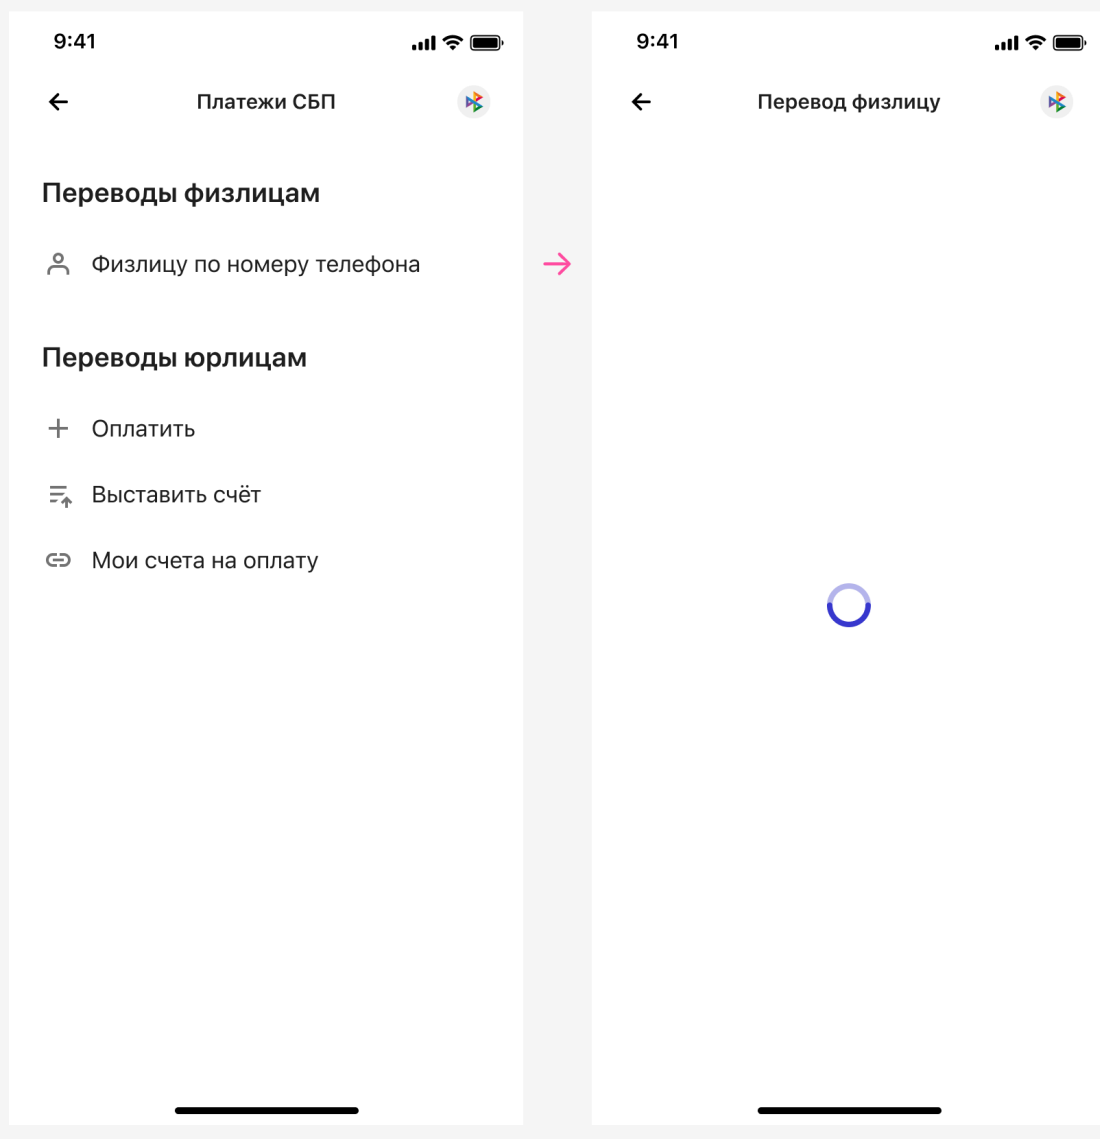 9:41
Платежи СБП
Переводы физлицам
Физлицу по номеру телефона
Переводы юрлицам
Оплатить
Выставить счёт
Мои счета на оплату
9:41
Перевод физлицу